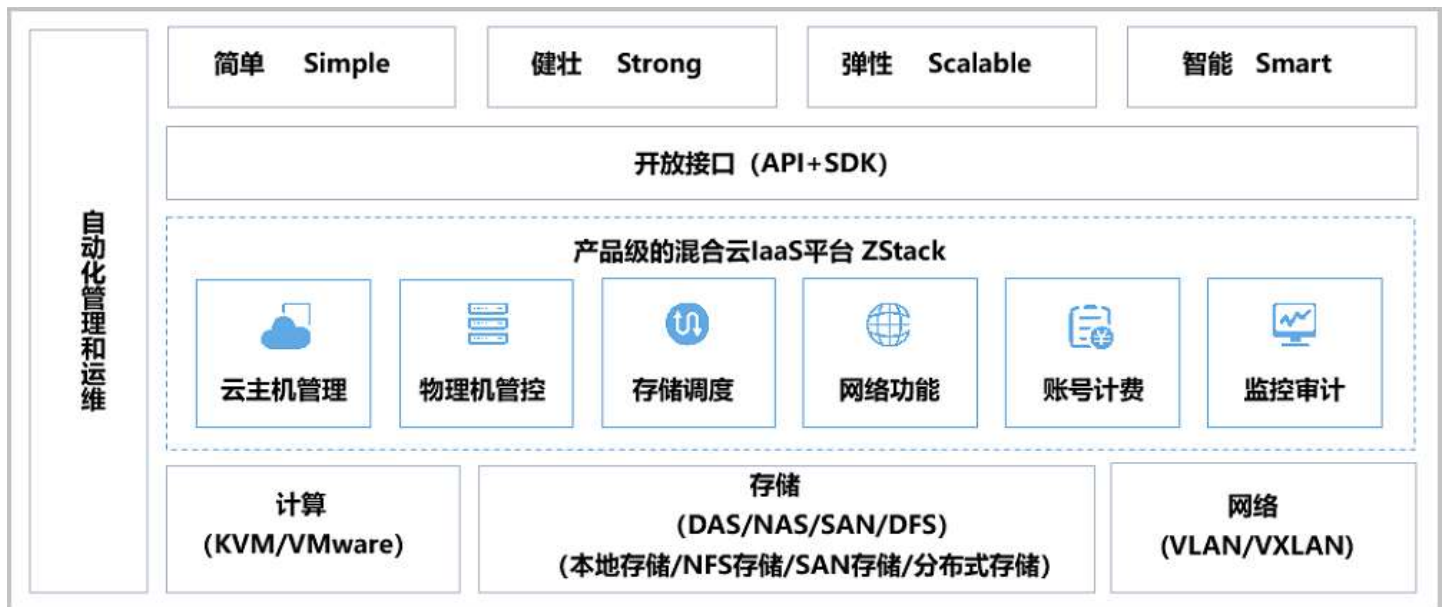 自动化管理和运维
简单 Simple
健壮 Strong
弹性 Scalable
智能 Smart
开放接口（API+SDK）
产品级的混合云IaaS平台 ZStack
云主机管理
物理机管控
存储调度
网络功能
账号计费
监控审计
计算
(KVM/VMware)
存储
(DAS/NAS/SAN/DFS)
(本地存储/NFS存储/SAN存储/分布式存储)
网络
(VLAN/VXLAN)